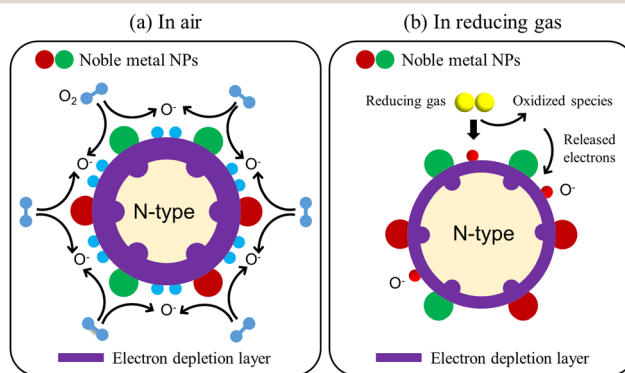 (a) In air
Noble metal NPs
O₂
O⁻
O⁻
O⁻
N-type
O⁻
O⁻
O⁻
Electron depletion layer
(b) In reducing gas
Noble metal NPs
Reducing gas
Oxidized species
Released
electrons
O⁻
N-type
O⁻
Electron depletion layer